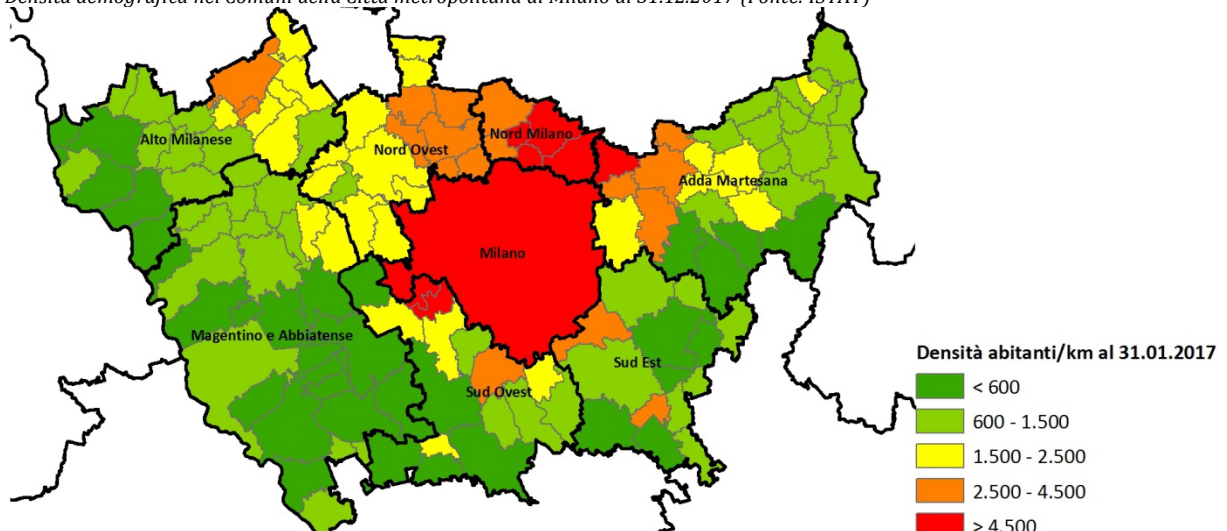 Densità demografica nei Comuni della Città metropolitana di Milano al 31.12.2017 (Fonte: ISTAT)
Alto Milanese
Nord Ovest
Nord Milano
Adda Martesana
Milano
Magentino e Abbiatense
Sud Ovest
Sud Est
Densità abitanti/km al 31.01.2017
< 600
600 - 1.500
1.500 - 2.500
2.500 - 4.500
> 4.500